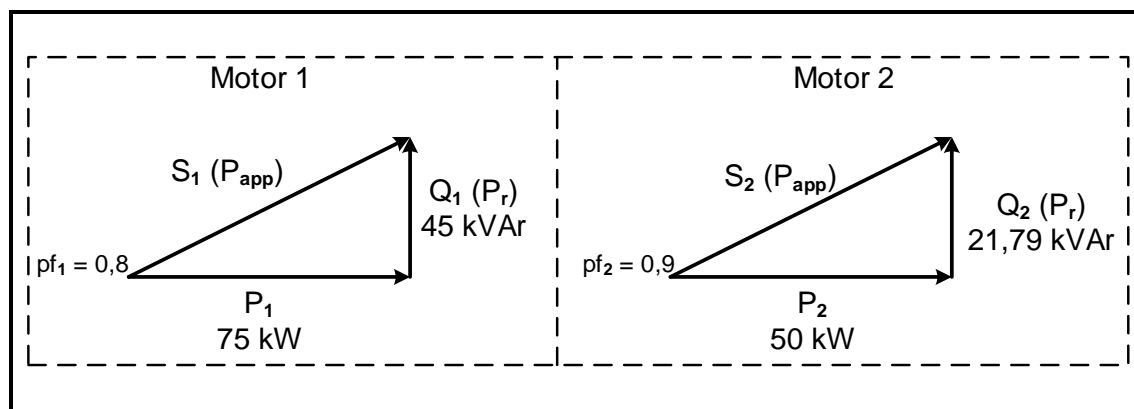 Motor 1
S₁ (Pₐₚₚ)
Q₁ (Pᵣ)
45 kVAr
pf₁ = 0,8
P₁
75 kW
Motor 2
S₂ (Pₐₚₚ)
Q₂ (Pᵣ)
21,79 kVAr
pf₂ = 0,9
P₂
50 kW